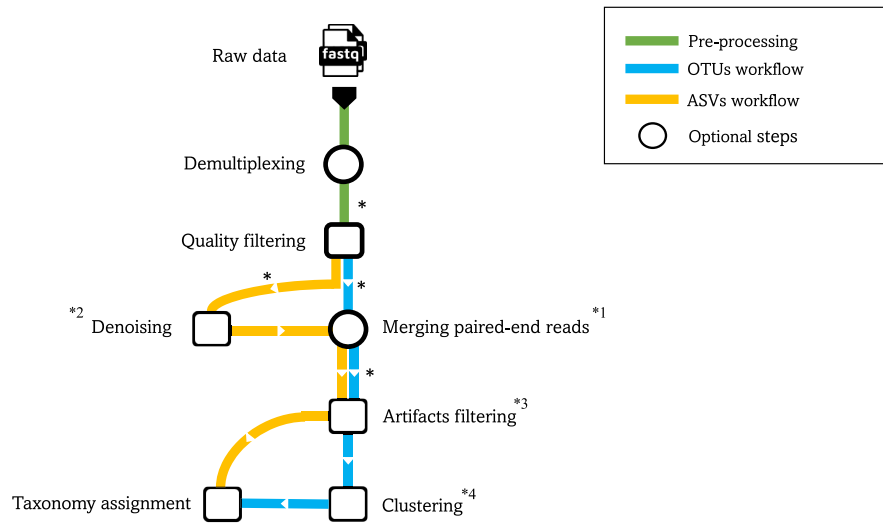 Raw data
fastq
Pre-processing
OTUs workflow
ASVs workflow
Optional steps
Demultiplexing
*
Quality filtering
*
*
*2 Denoising
Merging paired-end reads*1
*
Artifacts filtering*3
Taxonomy assignment
Clustering*4